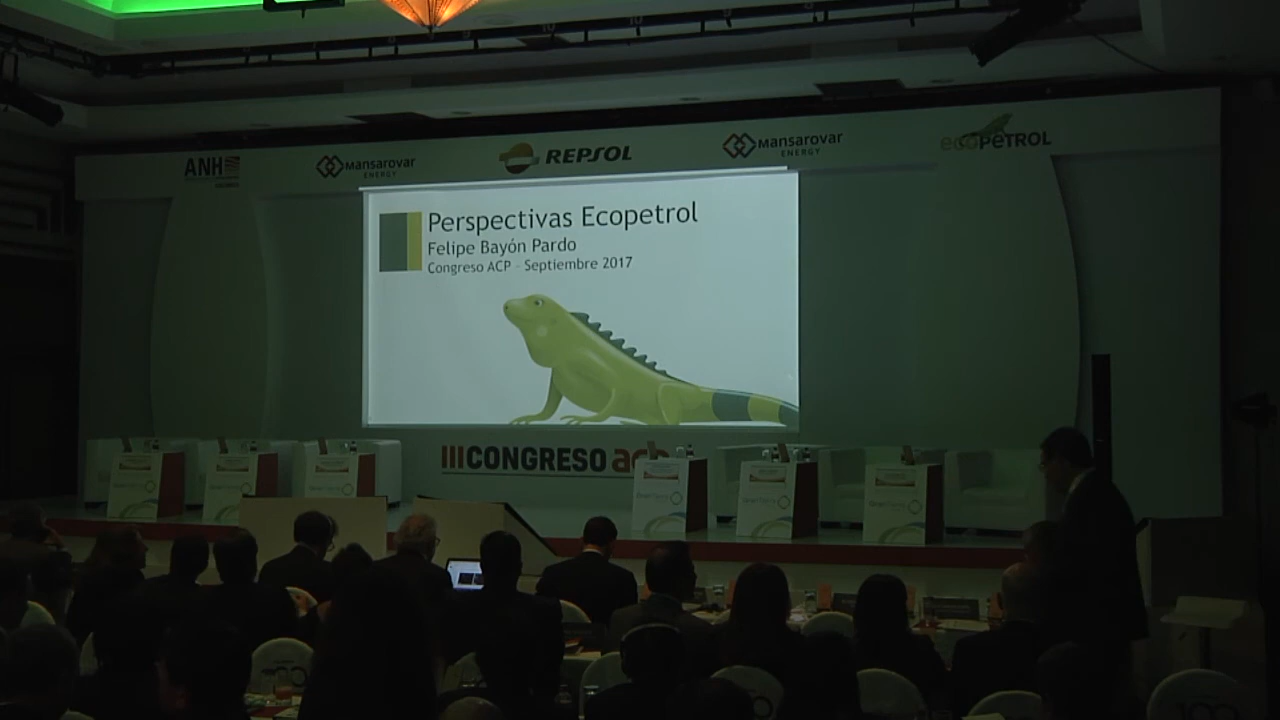 ANH
MANSAROVAR
ENERGY
REPSOL
MANSAROVAR
ENERGY
ecopetrol
Perspectivas Ecopetrol
Felipe Bayón Pardo
Congreso ACP - Septiembre 2017
III CONGRESO acp